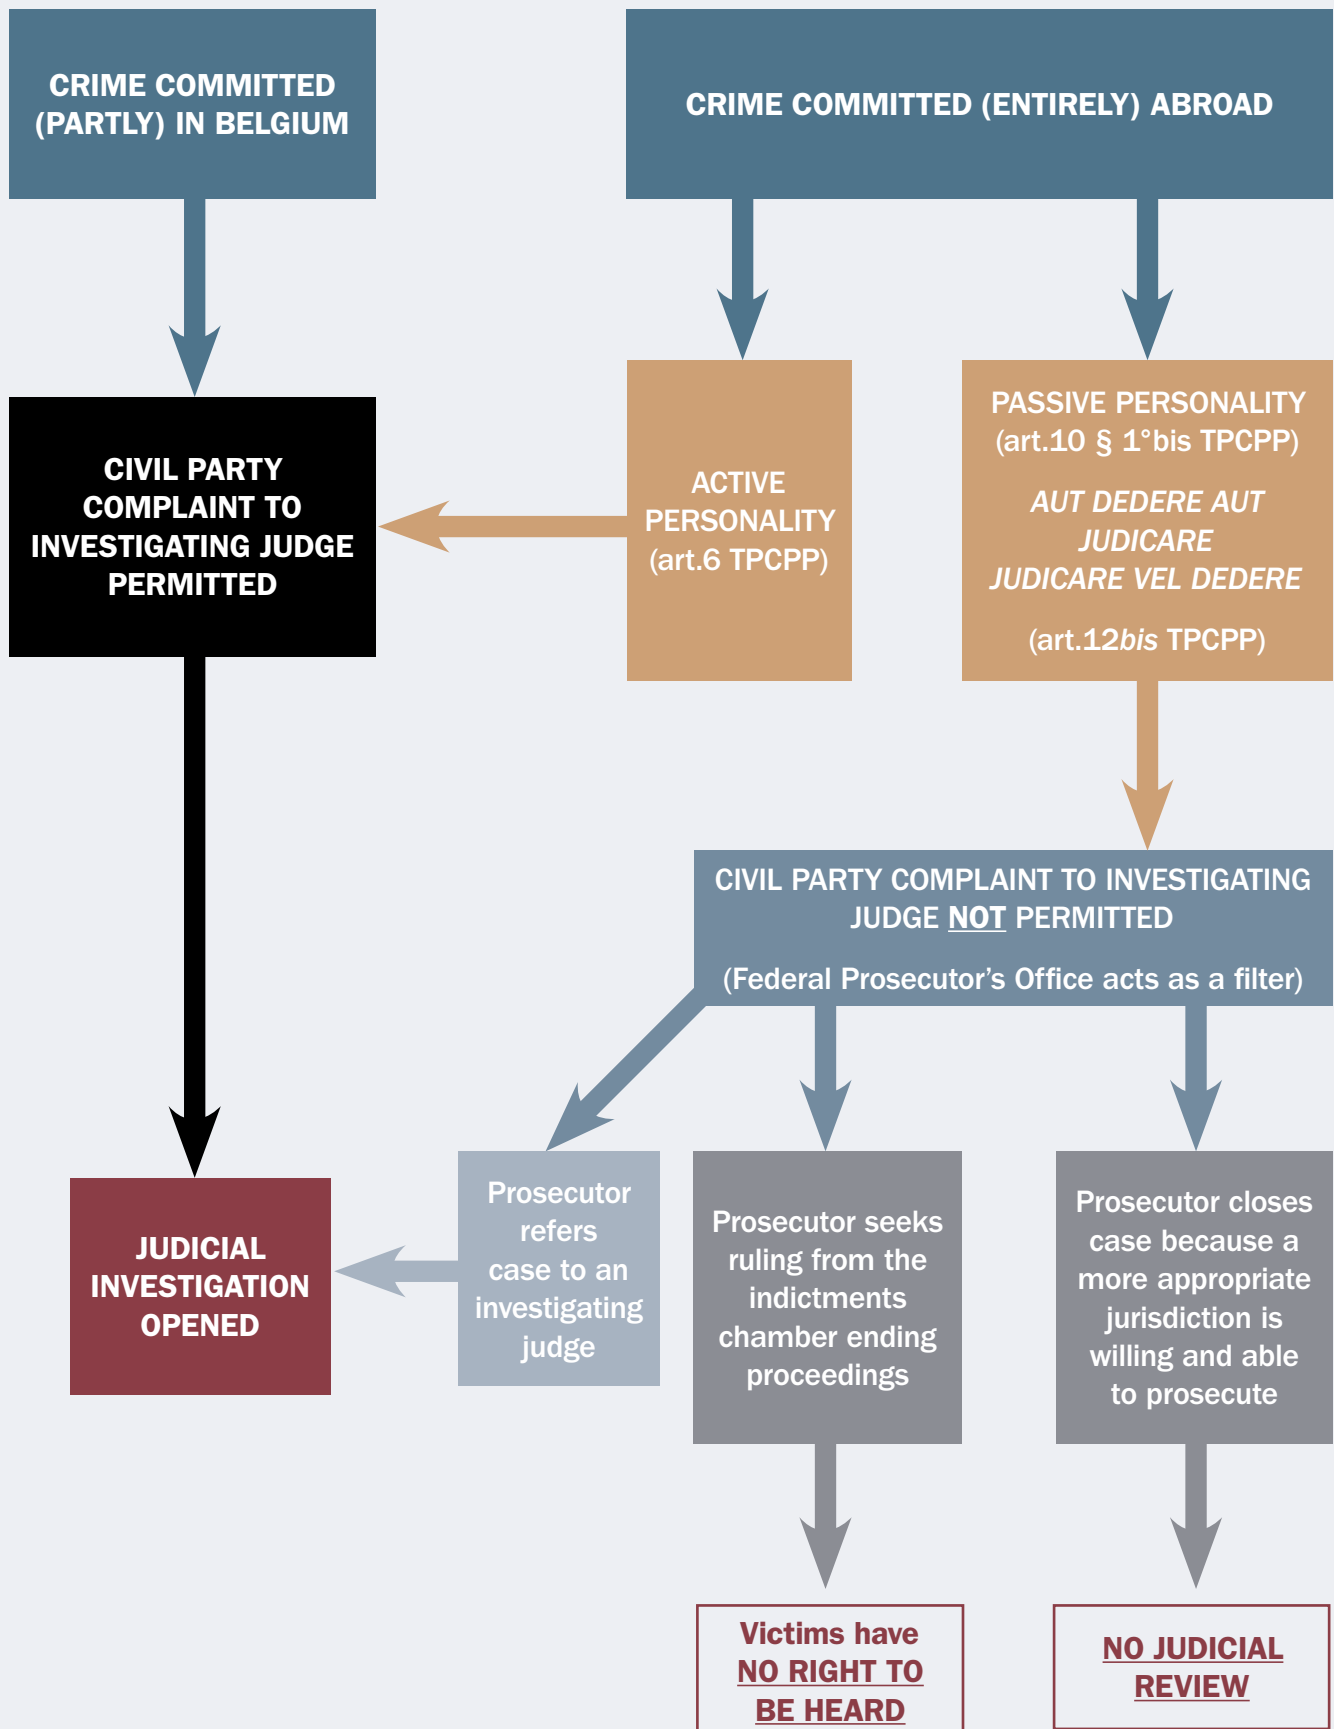 CRIME COMMITTED
(PARTLY) IN BELGIUM
CRIME COMMITTED (ENTIRELY) ABROAD
CIVIL PARTY
COMPLAINT TO
INVESTIGATING JUDGE
PERMITTED
ACTIVE
PERSONALITY
(art.6 TPCPP)
PASSIVE PERSONALITY
(art.10 § 1°bis TPCPP)
AUT DEDERE AUT
JUDICARE
JUDICARE VEL DEDERE
(art.12bis TPCPP)
CIVIL PARTY COMPLAINT TO INVESTIGATING
JUDGE NOT PERMITTED
(Federal Prosecutor's Office acts as a filter)
JUDICIAL
INVESTIGATION
OPENED
Prosecutor
refers
case to an
investigating
judge
Prosecutor seeks
ruling from the
indictments
chamber ending
proceedings
Prosecutor closes
case because a
more appropriate
jurisdiction is
willing and able
to prosecute
Victims have
NO RIGHT TO
BE HEARD
NO JUDICIAL
REVIEW